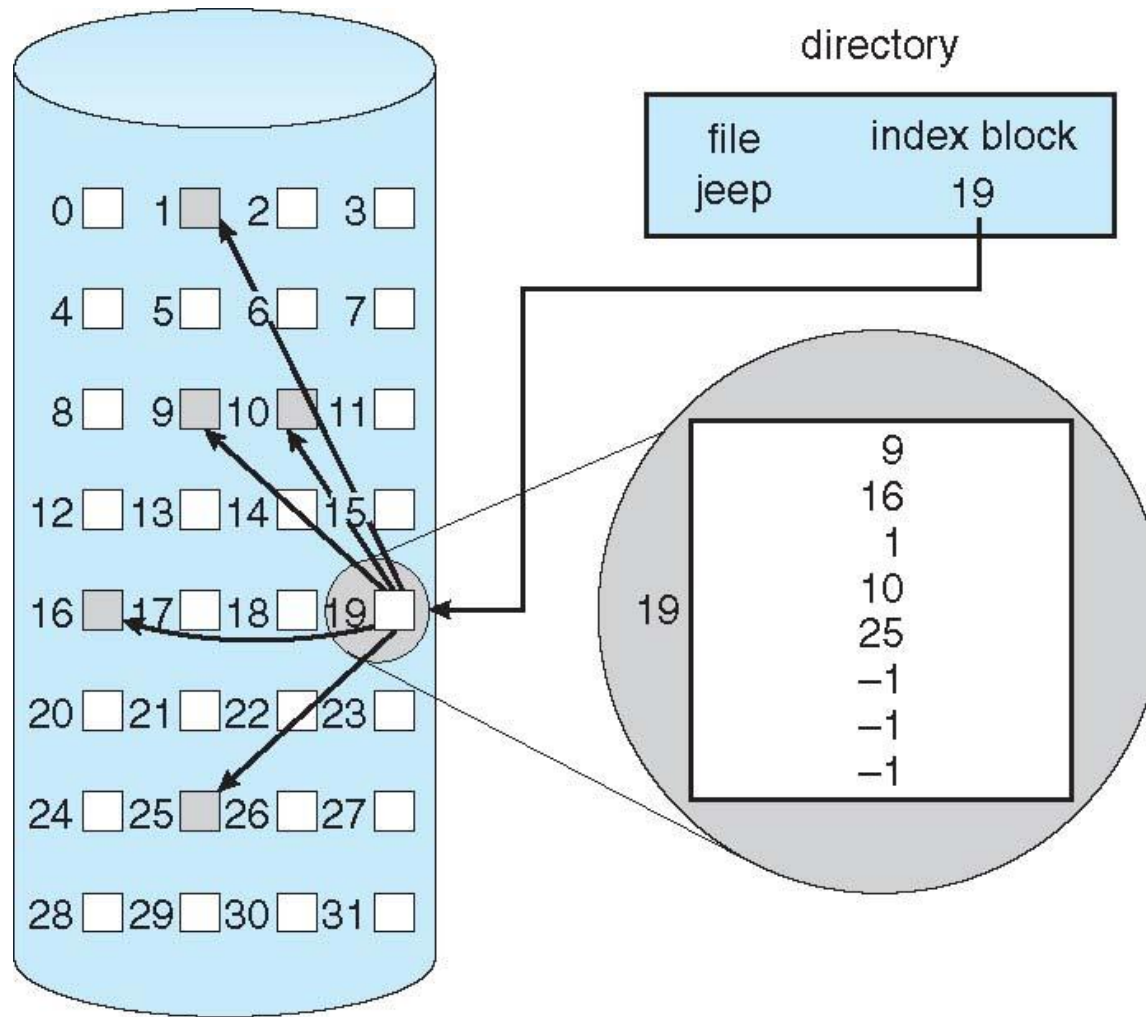 directory
file index block
jeep 19
0 1 2 3
4 5 6 7
8 9 10 11
12 13 14 15
16 17 18 19
20 21 22 23
24 25 26 27
28 29 30 31
19
9
16
1
10
25
–1
–1
–1